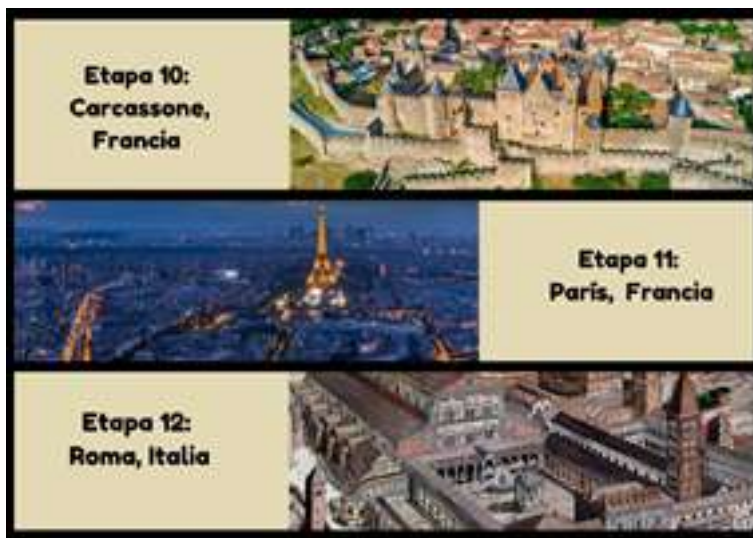 Etapa 10:
Carcassone,
Francia
Etapa 11:
París, Francia
Etapa 12:
Roma, Italia